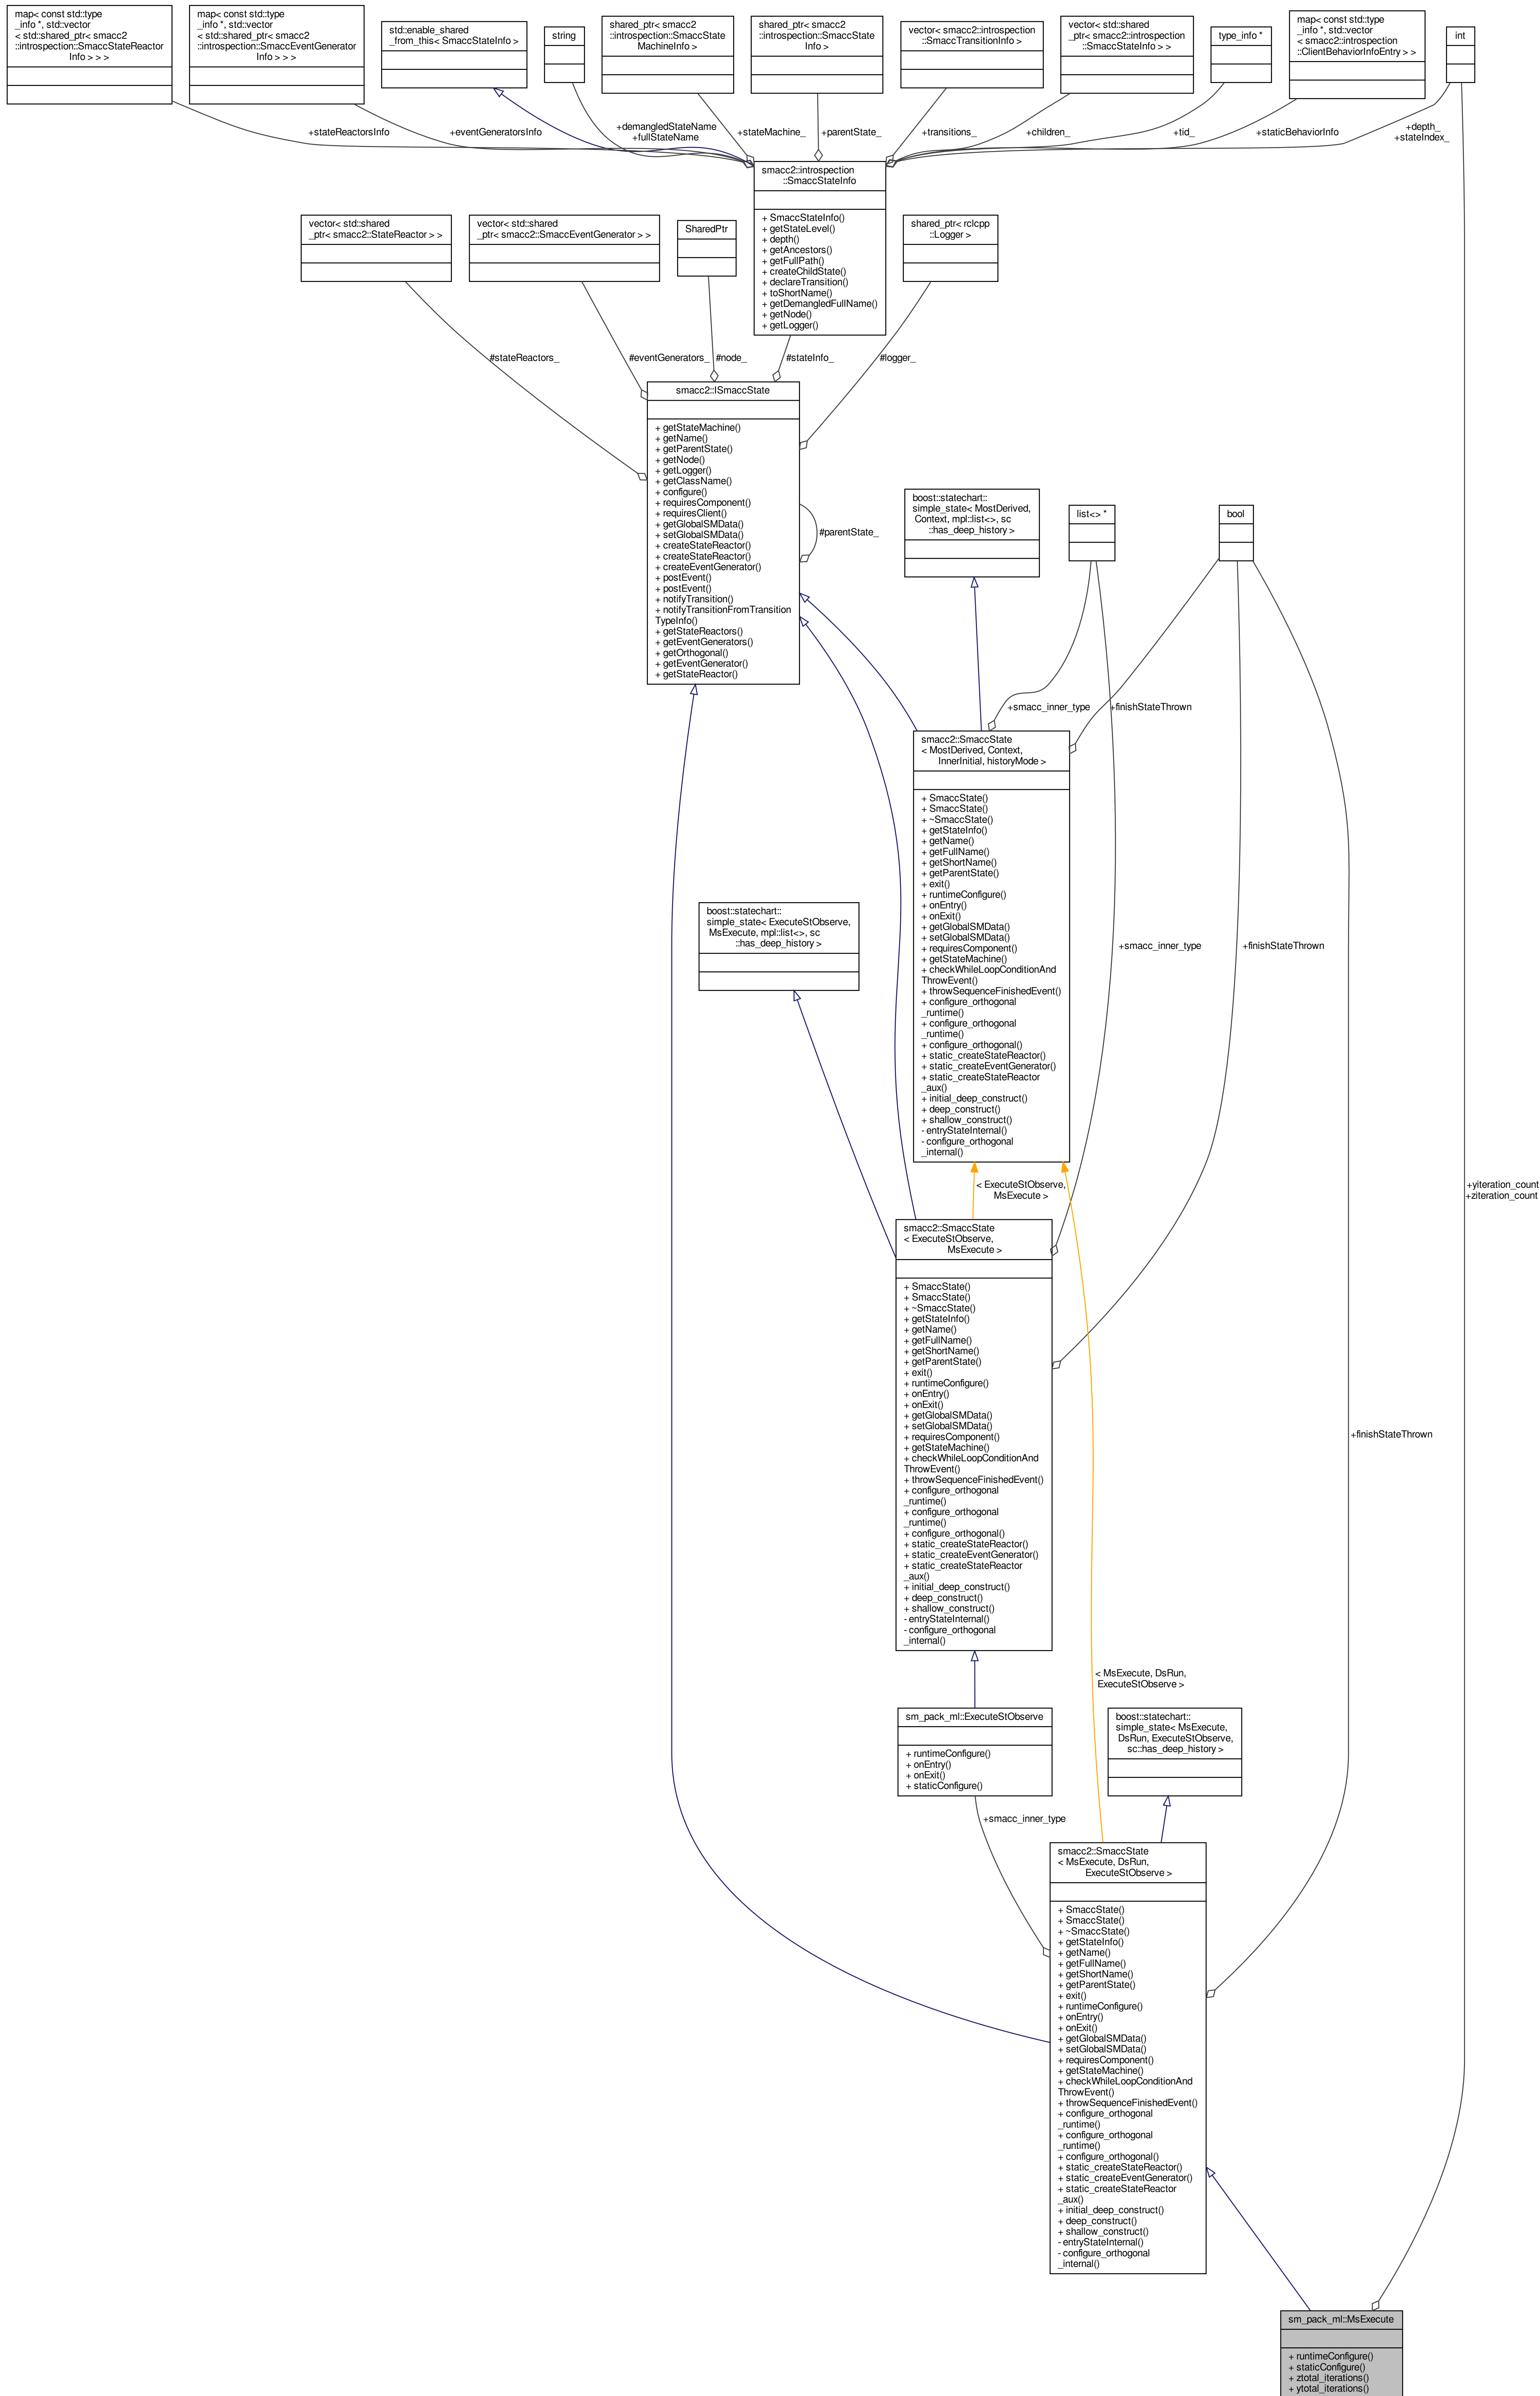 map< const std::type
_info *, std::vector
< std::shared_ptr< smacc2
::introspection::SmaccStateReactor
Info > > >
map< const std::type
_info *, std::vector
< std::shared_ptr< smacc2
::introspection::SmaccEventGenerator
Info > > >
std::enable_shared
_from_this< SmaccStateInfo >
string
shared_ptr< smacc2
::introspection::SmaccState
MachineInfo >
shared_ptr< smacc2
::introspection::SmaccState
Info >
vector< smacc2::introspection
::SmaccTransitionInfo >
vector< std::shared
_ptr< smacc2::introspection
::SmaccStateInfo > >
type_info *
map< const std::type
_info *, std::vector
< smacc2::introspection
::ClientBehaviorInfoEntry > >
int
+stateReactorsInfo
+eventGeneratorsInfo
+demangledStateName
+fullStateName
+stateMachine_
+parentState_
+transitions_
+children_
+tid_
+staticBehaviorInfo
+depth_
+stateIndex_
smacc2::introspection
::SmaccStateInfo
+ SmaccStateInfo()
+ getStateLevel()
+ depth()
+ getAncestors()
+ getFullPath()
+ createChildState()
+ declareTransition()
+ toShortName()
+ getDemangledFullName()
+ getNode()
+ getLogger()
vector< std::shared
_ptr< smacc2::StateReactor > >
vector< std::shared
_ptr< smacc2::SmaccEventGenerator > >
SharedPtr
shared_ptr< rclcpp
::Logger >
#stateReactors_
#eventGenerators_
#node_
#stateInfo_
#logger_
smacc2::ISmaccState
+ getStateMachine()
+ getName()
+ getParentState()
+ getNode()
+ getLogger()
+ getClassName()
+ configure()
+ requiresComponent()
+ requiresClient()
+ getGlobalSMData()
+ setGlobalSMData()
+ createStateReactor()
+ createStateReactor()
+ createEventGenerator()
+ postEvent()
+ postEvent()
+ notifyTransition()
+ notifyTransitionFromTransition
TypeInfo()
+ getStateReactors()
+ getEventGenerators()
+ getOrthogonal()
+ getEventGenerator()
+ getStateReactor()
#parentState_
boost::statechart::
simple_state< MostDerived,
Context, mpl::list<>, sc
::has_deep_history >
list<> *
bool
+smacc_inner_type
+finishStateThrown
smacc2::SmaccState
< MostDerived, Context,
InnerInitial, historyMode >
+ SmaccState()
+ SmaccState()
+ ~SmaccState()
+ getStateInfo()
+ getName()
+ getFullName()
+ getShortName()
+ getParentState()
+ exit()
+ runtimeConfigure()
+ onEntry()
+ onExit()
+ getGlobalSMData()
+ setGlobalSMData()
+ requiresComponent()
+ getStateMachine()
+ checkWhileLoopConditionAnd
ThrowEvent()
+ throwSequenceFinishedEvent()
+ configure_orthogonal
_runtime()
+ configure_orthogonal
_runtime()
+ configure_orthogonal()
+ static_createStateReactor()
+ static_createEventGenerator()
+ static_createStateReactor
_aux()
+ initial_deep_construct()
+ deep_construct()
+ shallow_construct()
- entryStateInternal()
- configure_orthogonal
_internal()
boost::statechart::
simple_state< ExecuteStObserve,
MsExecute, mpl::list<>, sc
::has_deep_history >
+smacc_inner_type
+finishStateThrown
< ExecuteStObserve,
MsExecute >
+yiteration_count
+ziteration_count
smacc2::SmaccState
< ExecuteStObserve,
MsExecute >
+ SmaccState()
+ SmaccState()
+ ~SmaccState()
+ getStateInfo()
+ getName()
+ getFullName()
+ getShortName()
+ getParentState()
+ exit()
+ runtimeConfigure()
+ onEntry()
+ onExit()
+ getGlobalSMData()
+ setGlobalSMData()
+ requiresComponent()
+ getStateMachine()
+ checkWhileLoopConditionAnd
ThrowEvent()
+ throwSequenceFinishedEvent()
+ configure_orthogonal
_runtime()
+ configure_orthogonal
_runtime()
+ configure_orthogonal()
+ static_createStateReactor()
+ static_createEventGenerator()
+ static_createStateReactor
_aux()
+ initial_deep_construct()
+ deep_construct()
+ shallow_construct()
- entryStateInternal()
- configure_orthogonal
_internal()
+finishStateThrown
< MsExecute, DsRun,
ExecuteStObserve >
sm_pack_ml::ExecuteStObserve
+ runtimeConfigure()
+ onEntry()
+ onExit()
+ staticConfigure()
boost::statechart::
simple_state< MsExecute,
DsRun, ExecuteStObserve,
sc::has_deep_history >
+smacc_inner_type
smacc2::SmaccState
< MsExecute, DsRun,
ExecuteStObserve >
+ SmaccState()
+ SmaccState()
+ ~SmaccState()
+ getStateInfo()
+ getName()
+ getFullName()
+ getShortName()
+ getParentState()
+ exit()
+ runtimeConfigure()
+ onEntry()
+ onExit()
+ getGlobalSMData()
+ setGlobalSMData()
+ requiresComponent()
+ getStateMachine()
+ checkWhileLoopConditionAnd
ThrowEvent()
+ throwSequenceFinishedEvent()
+ configure_orthogonal
_runtime()
+ configure_orthogonal
_runtime()
+ configure_orthogonal()
+ static_createStateReactor()
+ static_createEventGenerator()
+ static_createStateReactor
_aux()
+ initial_deep_construct()
+ deep_construct()
+ shallow_construct()
- entryStateInternal()
- configure_orthogonal
_internal()
sm_pack_ml::MsExecute
+ runtimeConfigure()
+ staticConfigure()
+ ztotal_iterations()
+ ytotal_iterations()